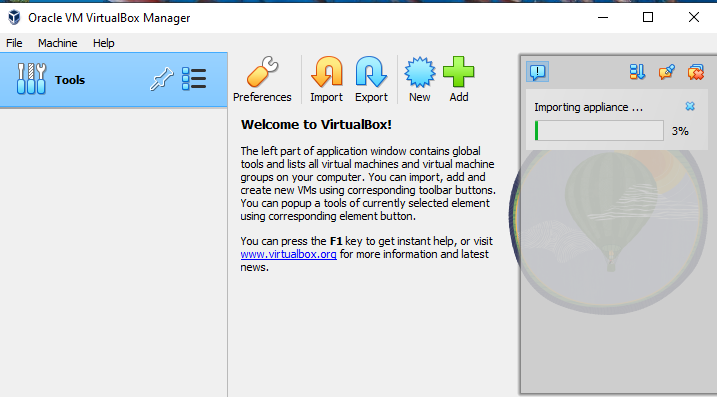 Oracle VM VirtualBox Manager
File Machine Help
Tools
Preferences Import Export New Add
Welcome to VirtualBox!
The left part of application window contains global
tools and lists all virtual machines and virtual machine
groups on your computer. You can import, add and
create new VMs using corresponding toolbar buttons.
You can popup a tools of currently selected element
using corresponding element button.
You can press the F1 key to get instant help, or visit
www.virtualbox.org for more information and latest
news.
Importing appliance ...
3%